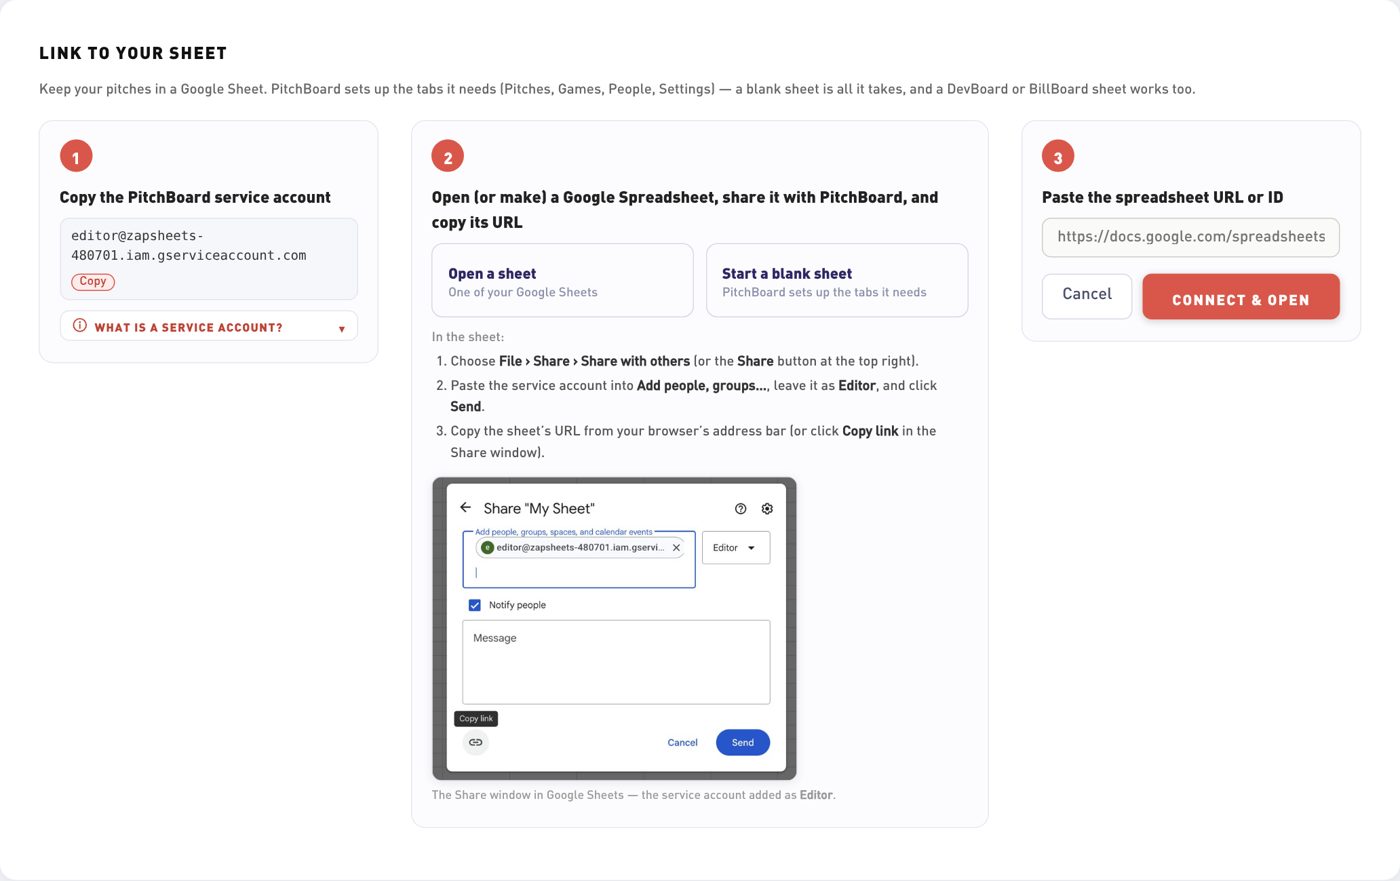 LINK TO YOUR SHEET
Keep your pitches in a Google Sheet. PitchBoard sets up the tabs it needs (Pitches, Games, People, Settings) — a blank sheet is all it takes, and a DevBoard or BillBoard sheet works too.
1
Copy the PitchBoard service account
editor@zapsheets-
480701.iam.gserviceaccount.com
Copy
WHAT IS A SERVICE ACCOUNT?
2
Open (or make) a Google Spreadsheet, share it with PitchBoard, and
copy its URL
Open a sheet
One of your Google Sheets
Start a blank sheet
PitchBoard sets up the tabs it needs
In the sheet:
1. Choose File › Share › Share with others (or the Share button at the top right).
2. Paste the service account into Add people, groups…, leave it as Editor, and click
Send.
3. Copy the sheet’s URL from your browser’s address bar (or click Copy link in the
Share window).
Share "My Sheet"
Add people, groups, spaces, and calendar events
e editor@zapsheets-480701.iam.gservi...
Editor
Notify people
Message
Copy link
Cancel
Send
The Share window in Google Sheets — the service account added as Editor.
3
Paste the spreadsheet URL or ID
https://docs.google.com/spreadsheets
Cancel
CONNECT & OPEN